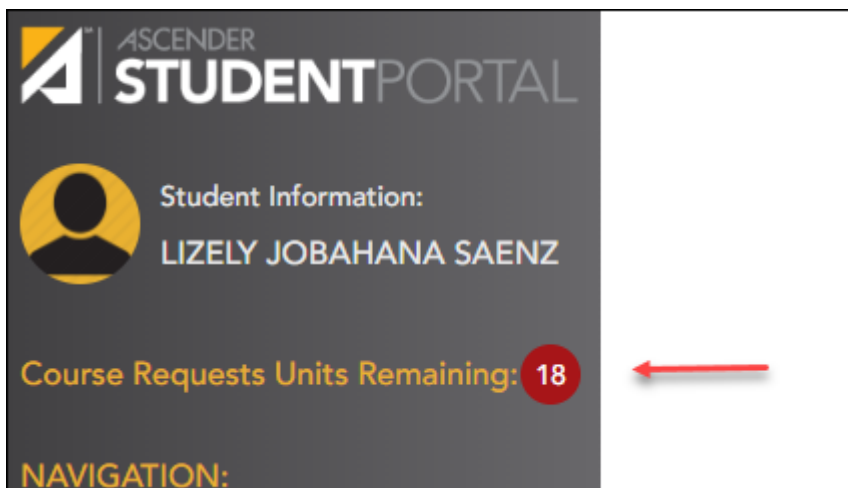 ASCENDER
STUDENTPORTAL
Student Information:
LIZELY JOBAHANA SAENZ
Course Requests Units Remaining: 18
NAVIGATION: